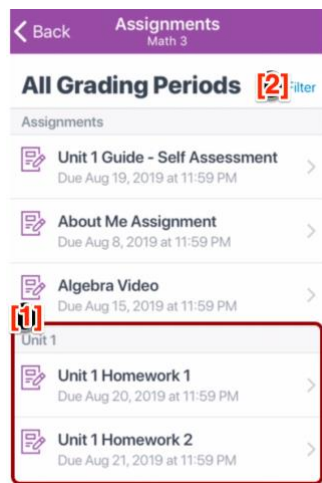 Back
Assignments
Math 3
All Grading Periods
[2]
Filter
Assignments
Unit 1 Guide - Self Assessment
Due Aug 19, 2019 at 11:59 PM
About Me Assignment
Due Aug 8, 2019 at 11:59 PM
Algebra Video
Due Aug 15, 2019 at 11:59 PM
[1]
Unit 1
Unit 1 Homework 1
Due Aug 20, 2019 at 11:59 PM
Unit 1 Homework 2
Due Aug 21, 2019 at 11:59 PM